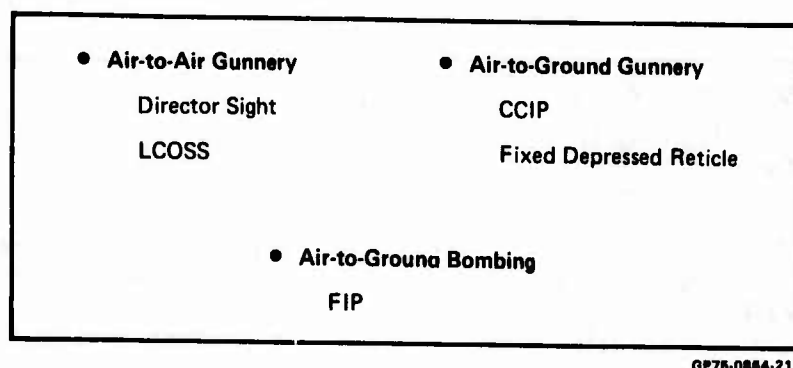 ● Air-to-Air Gunnery
Director Sight
LCOSS
● Air-to-Ground Gunnery
CCIP
Fixed Depressed Reticle
● Air-to-Ground Bombing
FIP
GP75-0864-21